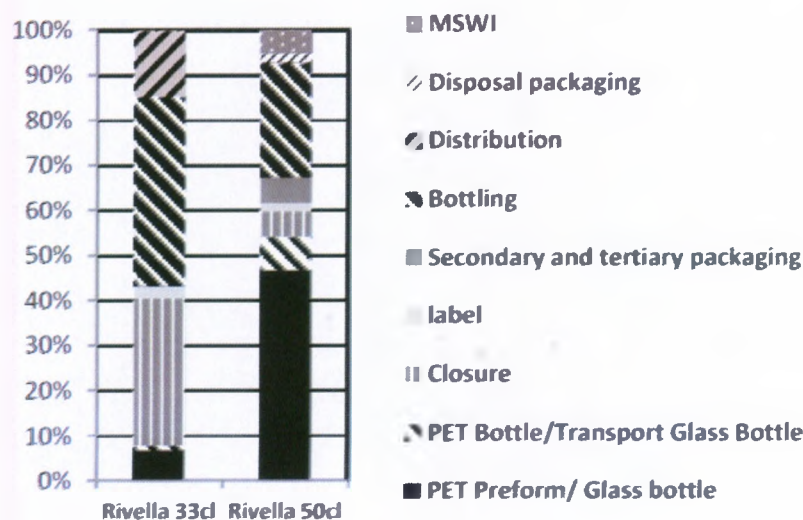 100%
90%
80%
70%
60%
50%
40%
30%
20%
10%
0%
Rivella 33cl Rivella 50cl
MSWI
Disposal packaging
Distribution
Bottling
Secondary and tertiary packaging
label
Closure
PET Bottle/Transport Glass Bottle
PET Preform/ Glass bottle